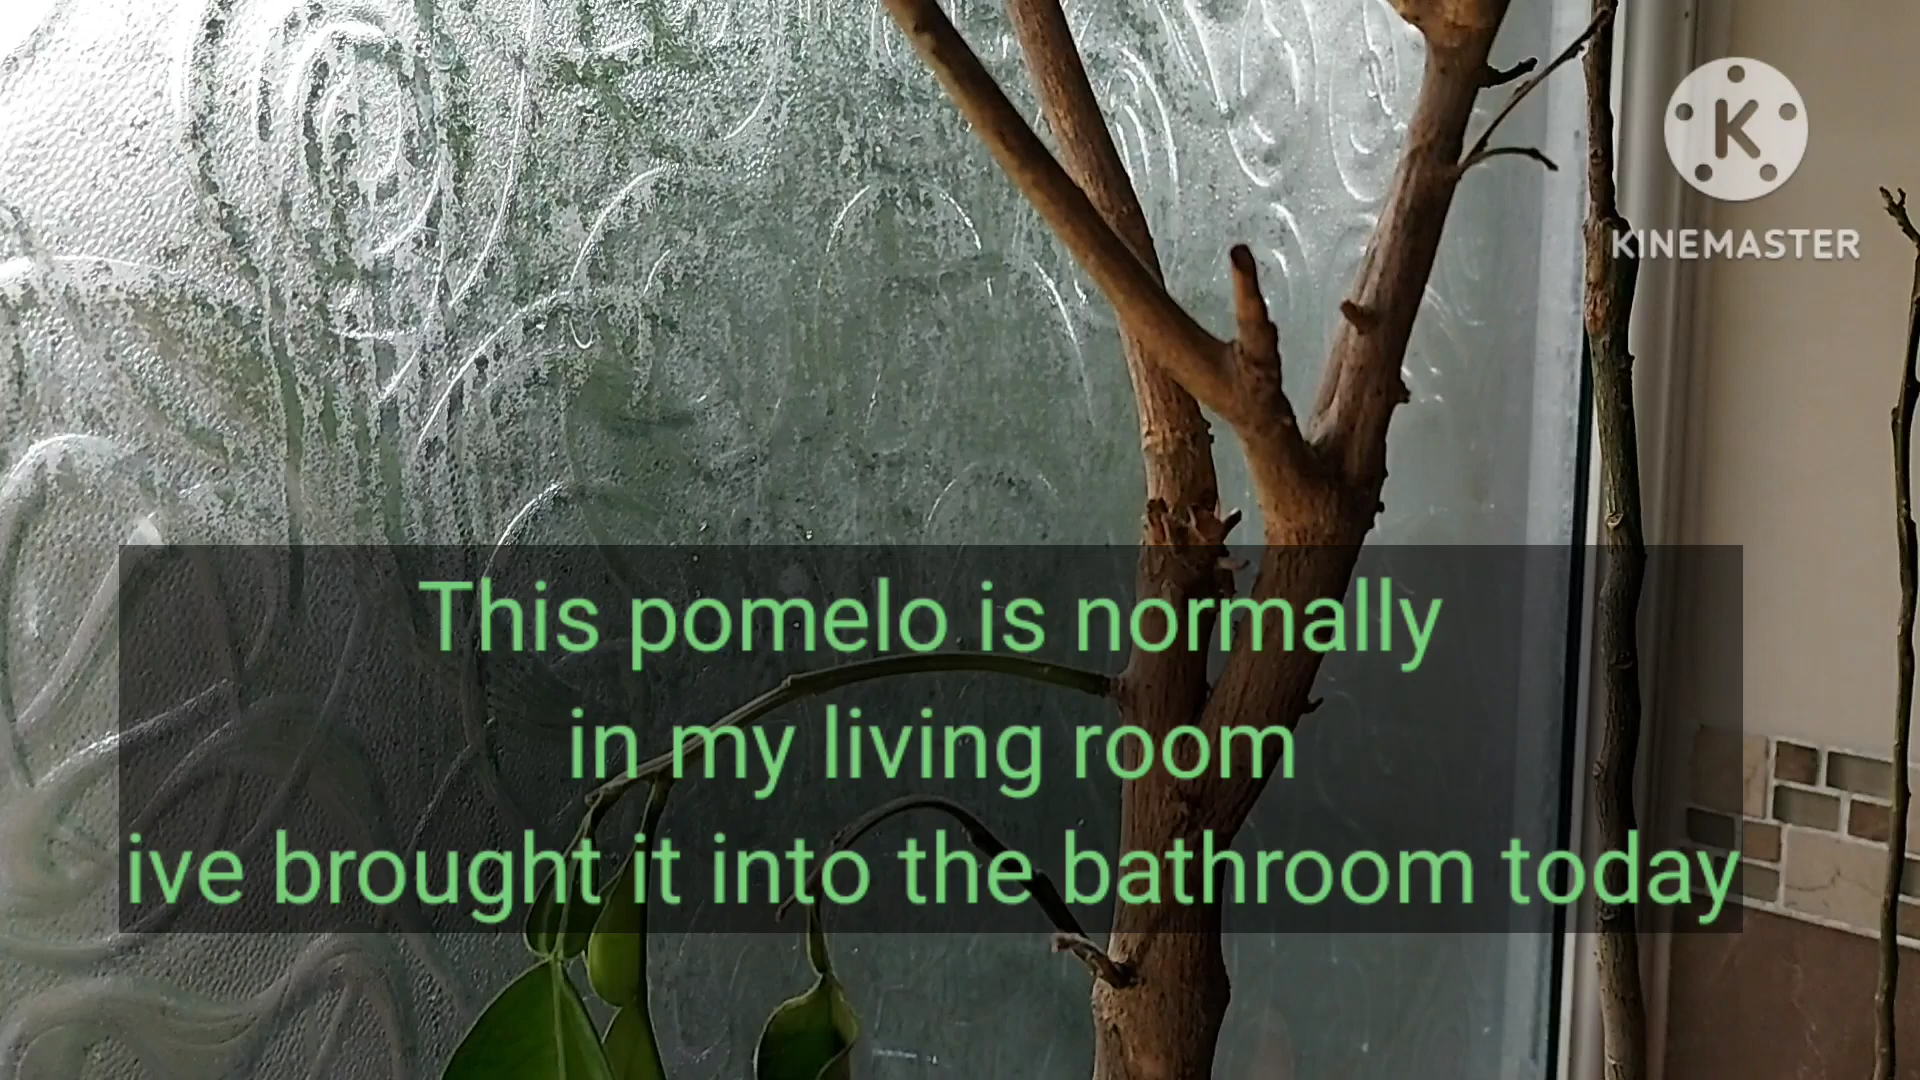 K
KINEMASTER
This pomelo is normally
in my living room
ive brought it into the bathroom today